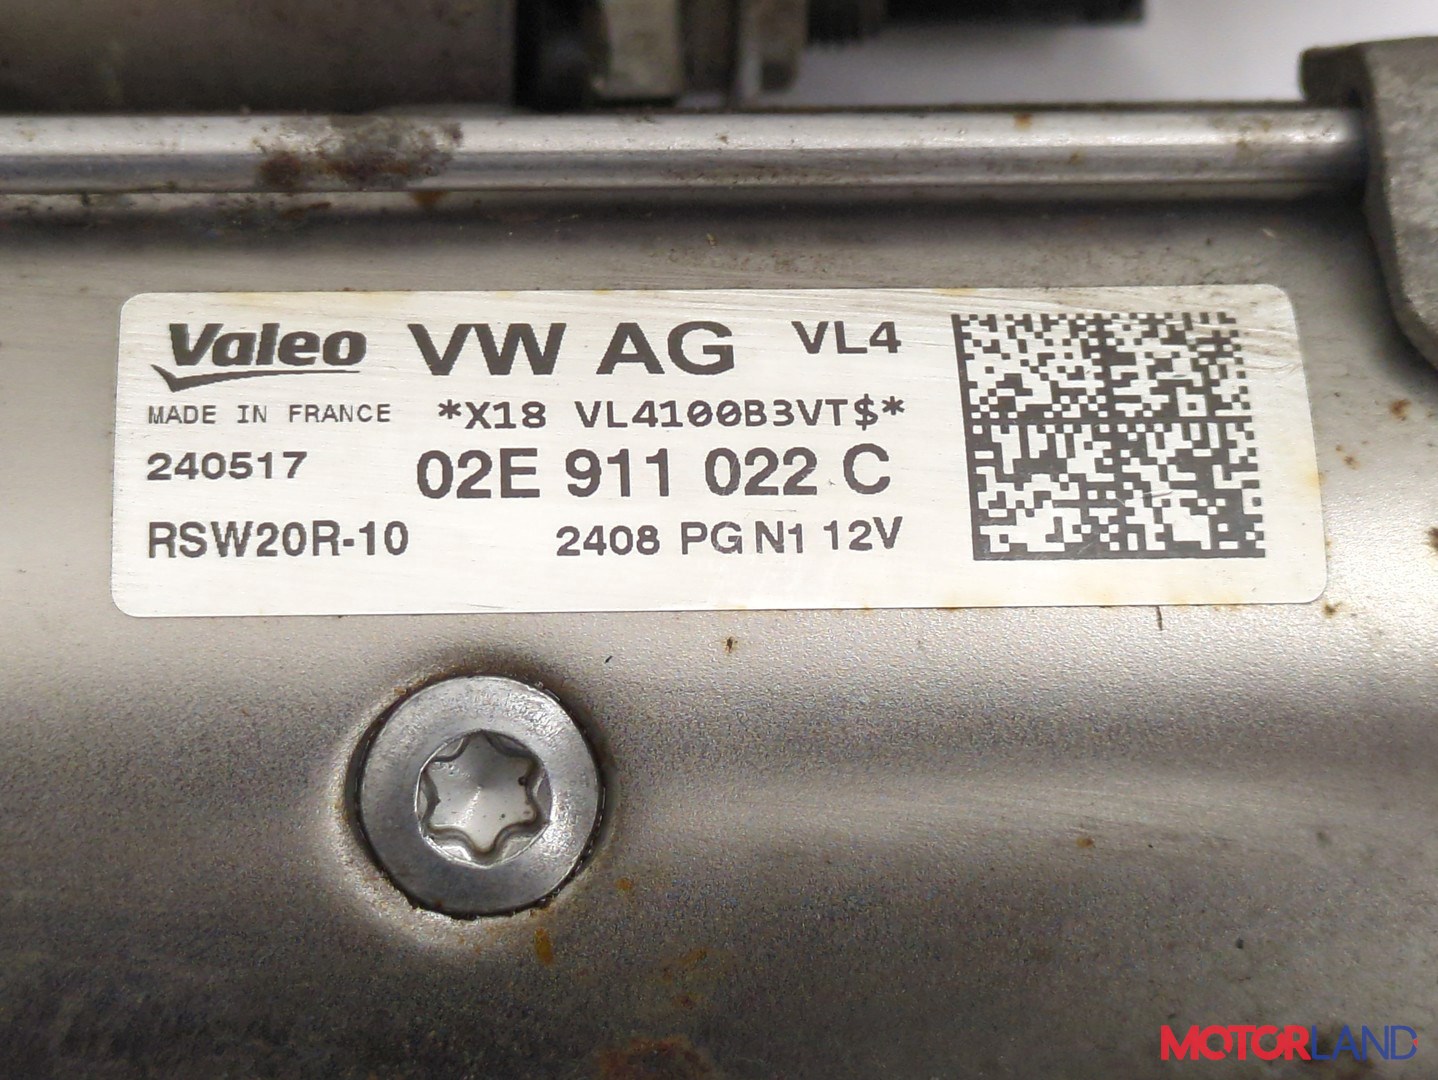 Valeo VW AG VL4
MADE IN FRANCE *X18 VL4100B3VT$*
240517 02E 911 022 C
RSW20R-10 2408 PG N1 12V
MOTORLAND